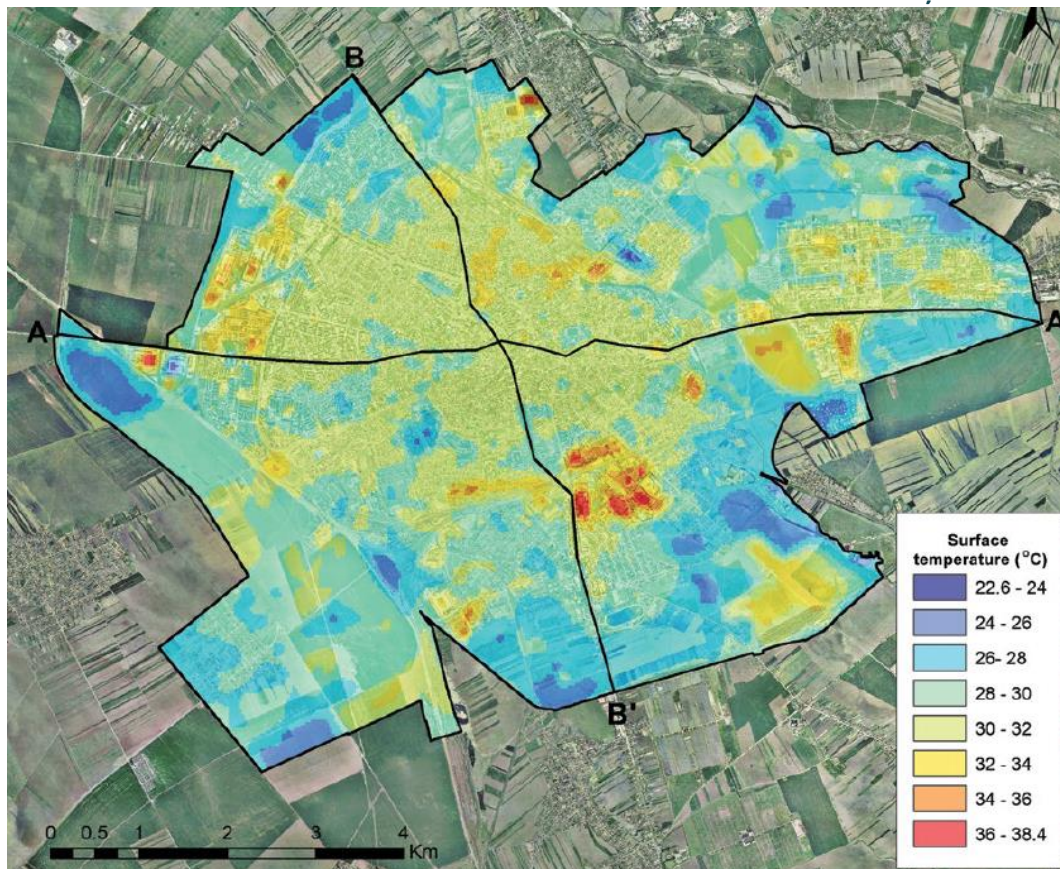 B
A
A
B'
Surface
temperature (°C)
22.6 - 24
24 - 26
26- 28
28 - 30
30 - 32
32 - 34
34 - 36
36 - 38.4
0 0.5 1 2 3 4
Km